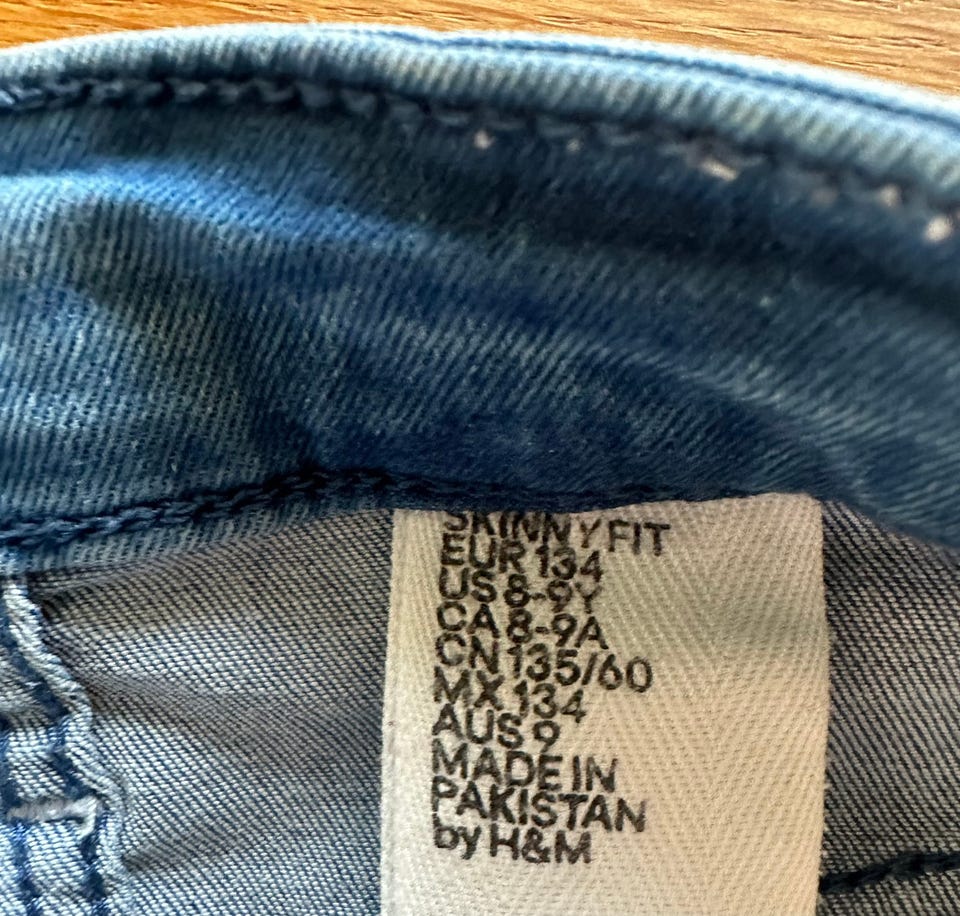 SKINNY FIT
EUR 134
US 8-9Y
CA 8-9A
CN 135/60
MX 134
AUS 9
MADE IN
PAKISTAN
by H&M